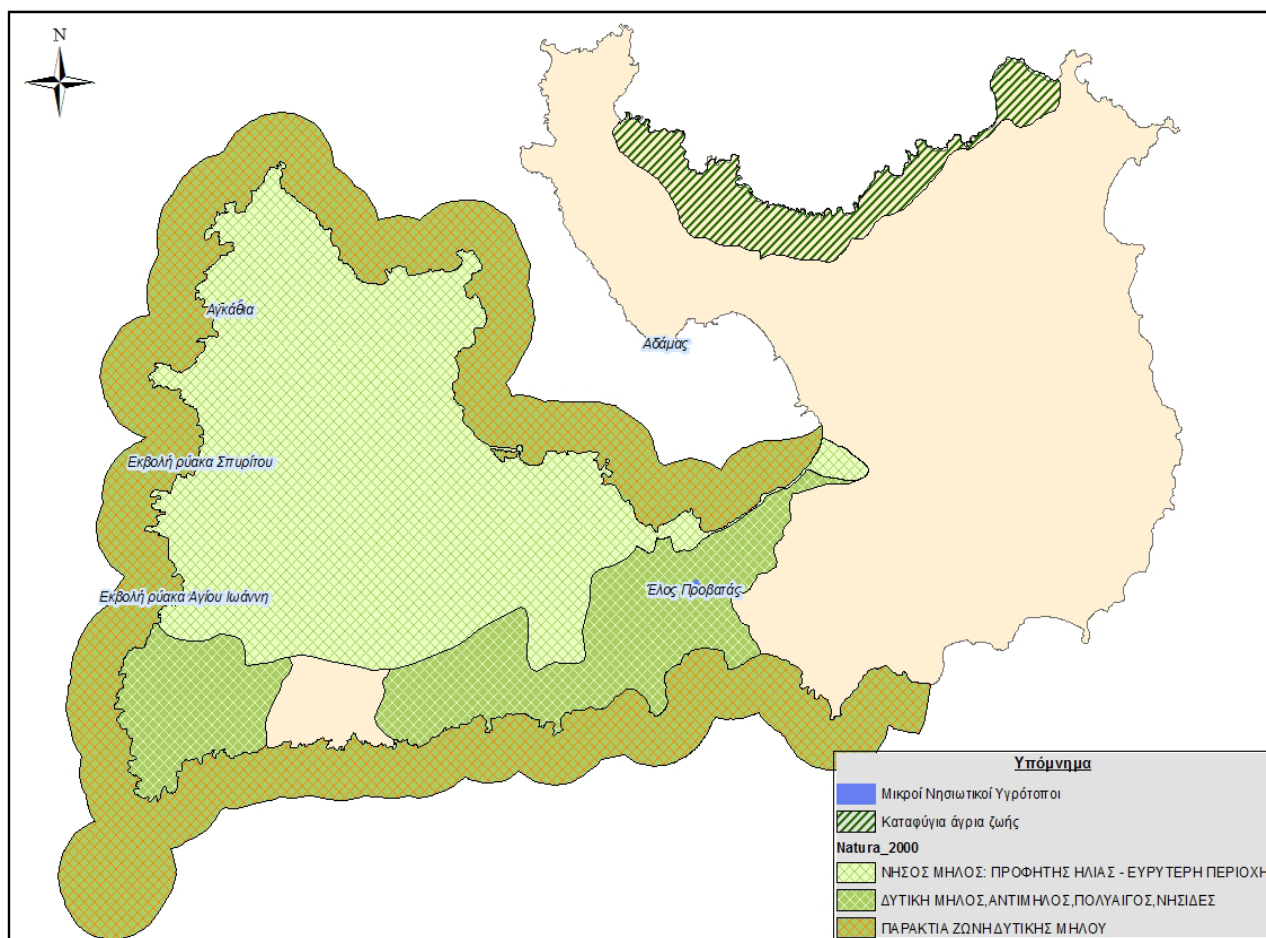 N
Αγκάθια
Αδάμας
Εκβολή ρύακα Σπυρίτου
Έλος Προβατάς
Εκβολή ρύακα Αγίου Ιωάννη
Υπόμνημα
Μικροί Νησιωτικοί Υγρότοποι
Καταφύγια άγρια ζωής
Natura_2000
ΝΗΣΟΣ ΜΗΛΟΣ: ΠΡΟΦΗΤΗΣ ΗΛΙΑΣ - ΕΥΡΥΤΕΡΗ ΠΕΡΙΟΧΗ
ΔΥΤΙΚΗ ΜΗΛΟΣ,ΑΝΤΙΜΗΛΟΣ,ΠΟΛΥΑΙΓΟΣ,ΝΗΣΙΔΕΣ
ΠΑΡΑΚΤΙΑ ΖΩΝΗ ΔΥΤΙΚΗΣ ΜΗΛΟΥ